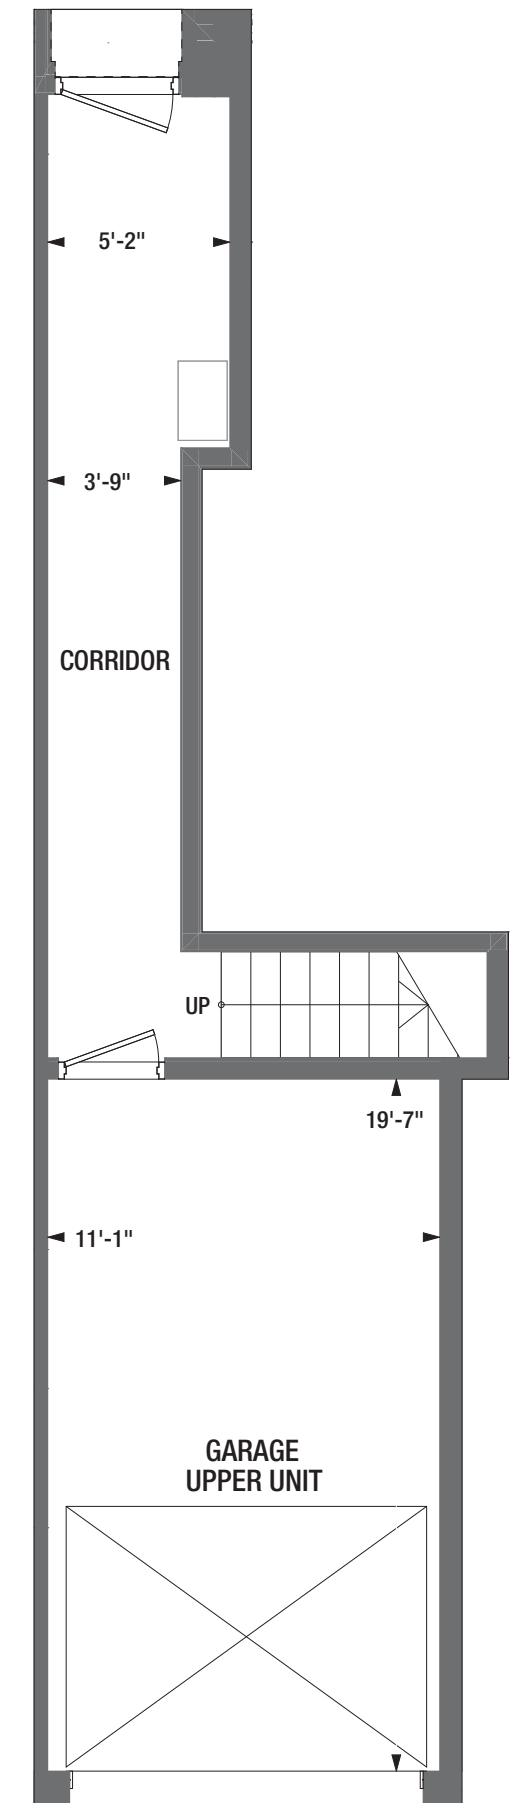 5'-2"
3'-9"
CORRIDOR
UP
19'-7"
11'-1"
GARAGE
UPPER UNIT